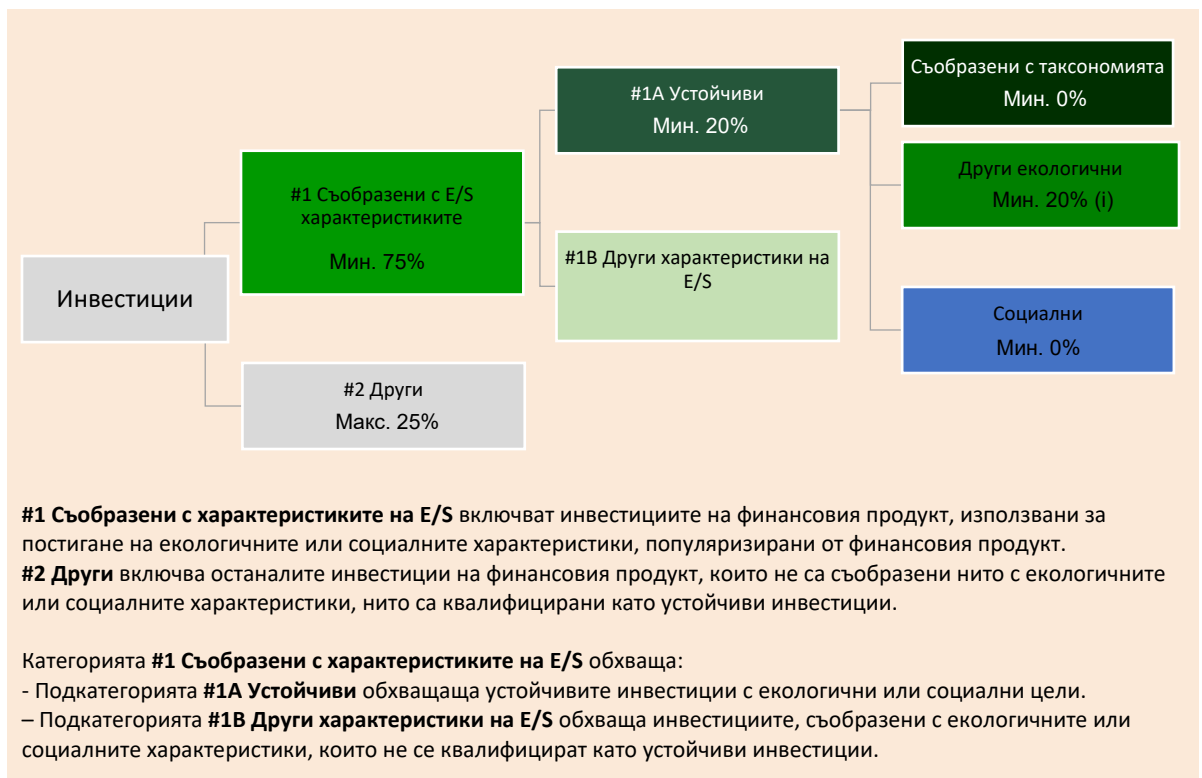 Инвестиции
#1 Съобразени с E/S
характеристиките
Мин. 75%
#2 Други
Макс. 25%
#1A Устойчиви
Мин. 20%
#1B Други характеристики на
E/S
Съобразени с таксономията
Мин. 0%
Други екологични
Мин. 20% (i)
Социални
Мин. 0%
#1 Съобразени с характеристиките на E/S включват инвестициите на финансовия продукт, използвани за
постигане на екологичните или социалните характеристики, популяризирани от финансовия продукт.
#2 Други включва останалите инвестиции на финансовия продукт, които не са съобразени нито с екологичните
или социалните характеристики, нито са квалифицирани като устойчиви инвестиции.
Категорията #1 Съобразени с характеристиките на E/S обхваща:
- Подкатегорията #1A Устойчиви обхващаща устойчивите инвестиции с екологични или социални цели.
– Подкатегорията #1B Други характеристики на E/S обхваща инвестициите, съобразени с екологичните или
социалните характеристики, които не се квалифицират като устойчиви инвестиции.